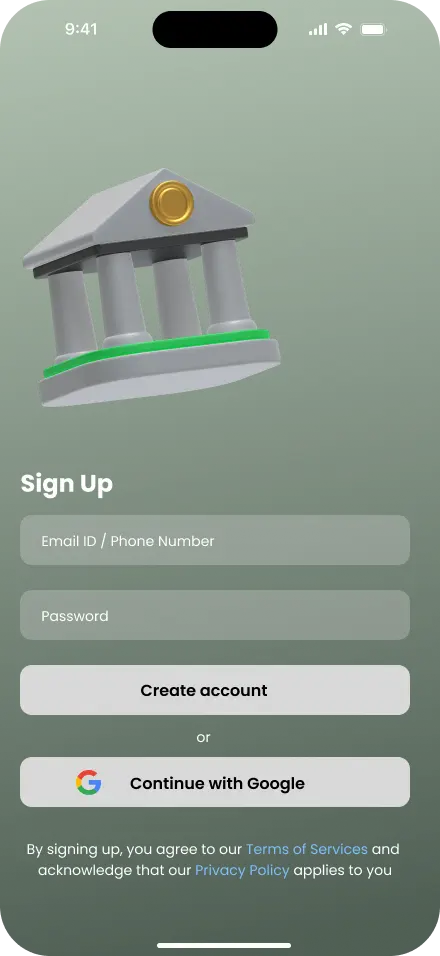 9:41
Sign Up
Email ID / Phone Number
Password
Create account
or
Continue with Google
By signing up, you agree to our Terms of Services and
acknowledge that our Privacy Policy applies to you